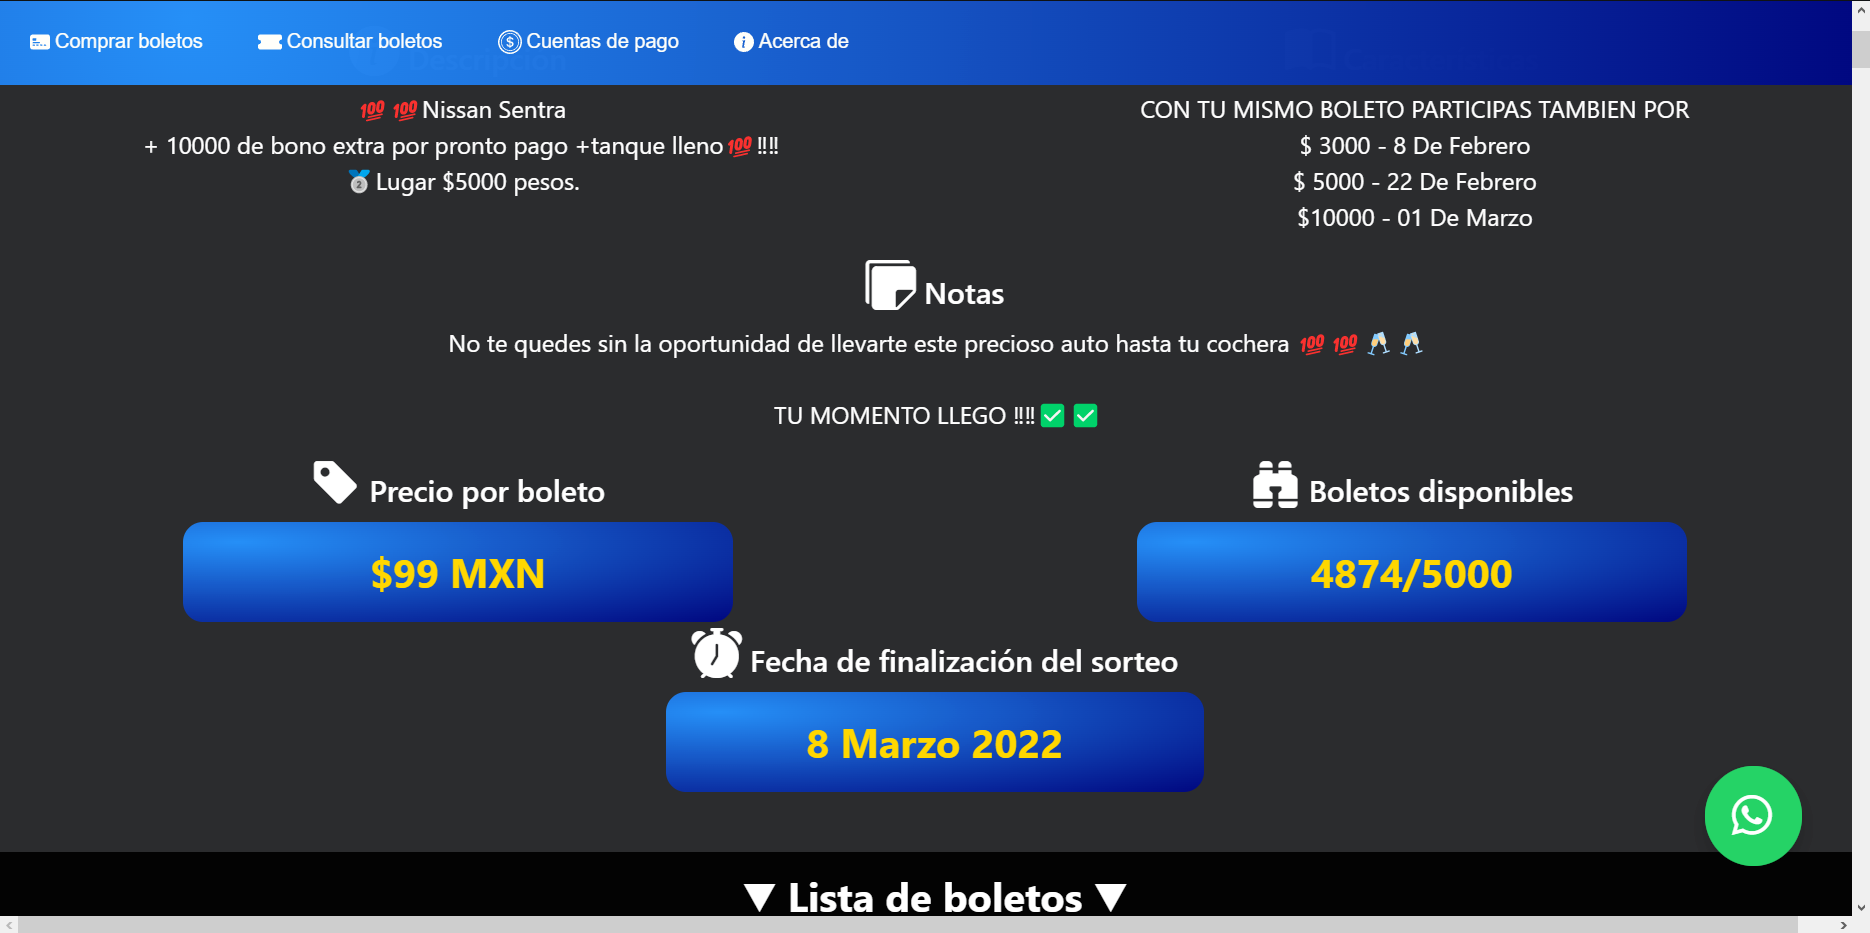 Comprar boletos
Consultar boletos
Cuentas de pago
Acerca de
Descripción
💯💯Nissan Sentra
+ 10000 de bono extra por pronto pago +tanque lleno💯!!!!
🥈Lugar $5000 pesos.
CON TU MISMO BOLETO PARTICIPAS TAMBIEN POR
$ 3000 - 8 De Febrero
$ 5000 - 22 De Febrero
$10000 - 01 De Marzo
Notas
No te quedes sin la oportunidad de llevarte este precioso auto hasta tu cochera 💯💯🥂🥂
TU MOMENTO LLEGO !!!!✅✅
Precio por boleto
$99 MXN
Boletos disponibles
4874/5000
Fecha de finalización del sorteo
8 Marzo 2022
▼ Lista de boletos ▼